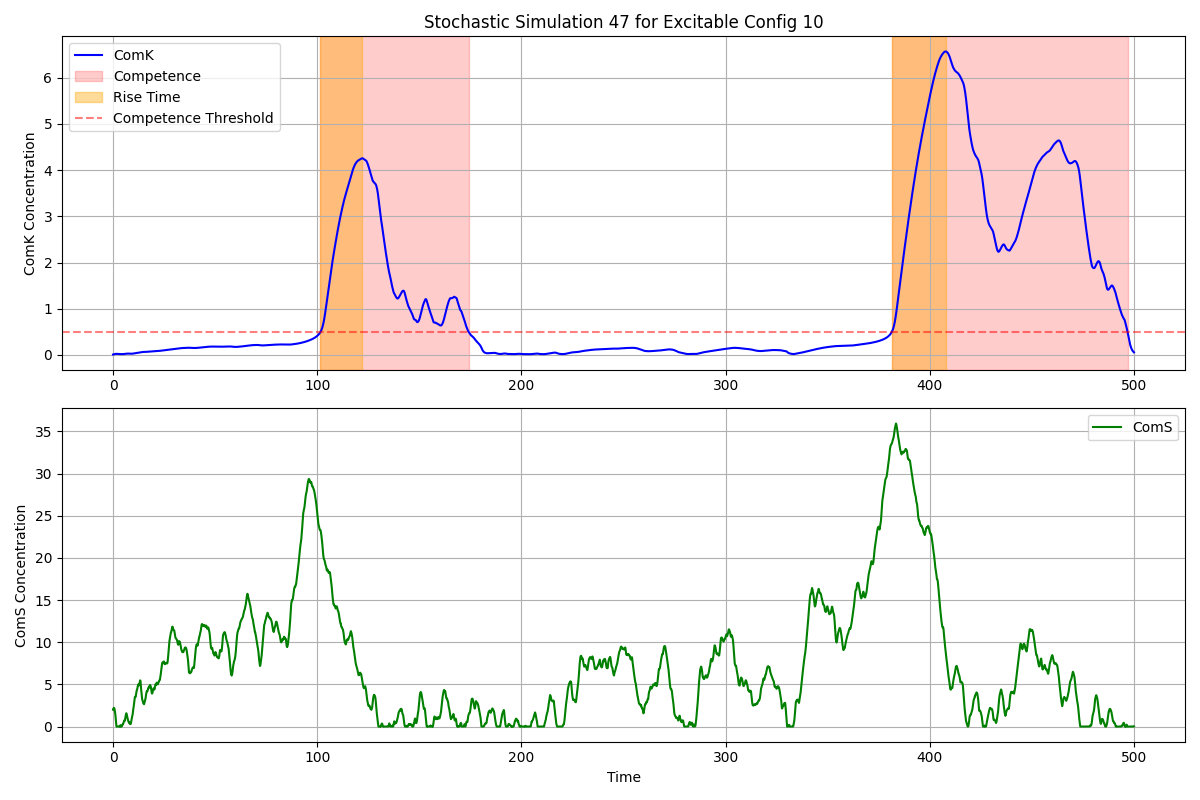 Stochastic Simulation 47 for Excitable Config 10
ComK
Competence
Rise Time
Competence Threshold
ComK Concentration
6
5
4
3
2
1
0
0 100 200 300 400 500
ComS
ComS Concentration
35
30
25
20
15
10
5
0
0 100 200 300 400 500
Time